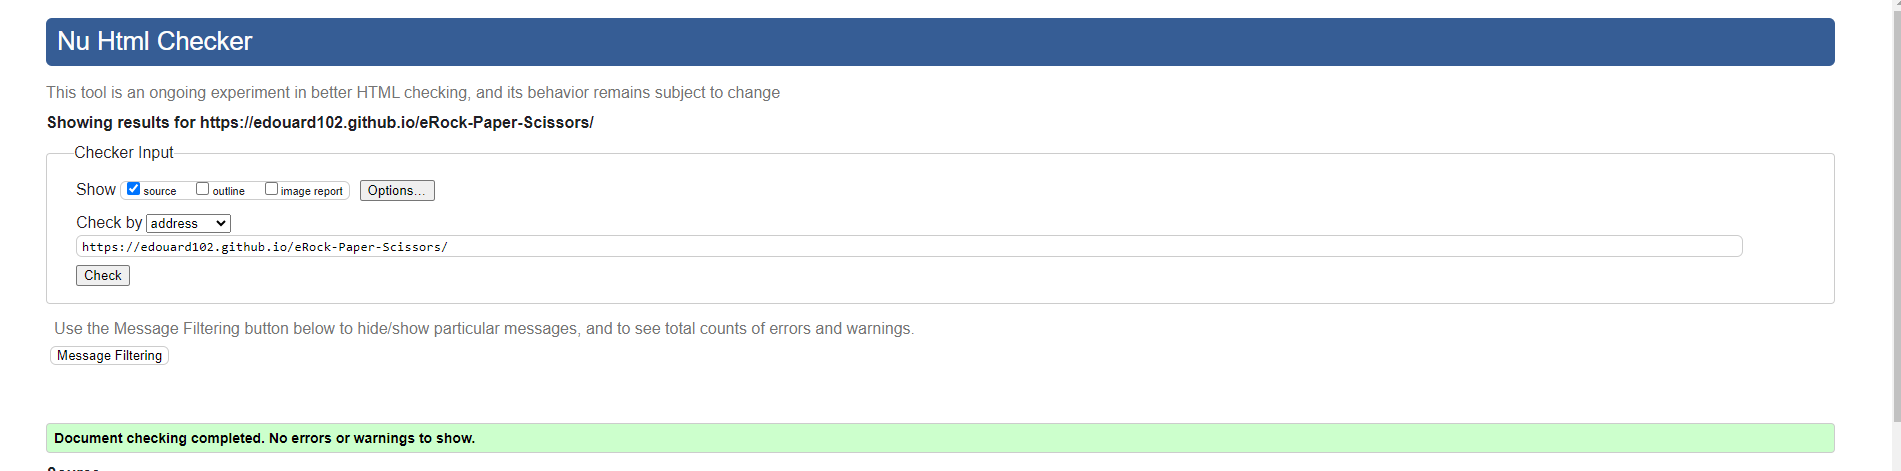 Nu Html Checker
This tool is an ongoing experiment in better HTML checking, and its behavior remains subject to change
Showing results for https://edouard102.github.io/eRock-Paper-Scissors/
Checker Input
Show source outline image report Options...
Check by address
https://edouard102.github.io/eRock-Paper-Scissors/
Check
Use the Message Filtering button below to hide/show particular messages, and to see total counts of errors and warnings.
Message Filtering
Document checking completed. No errors or warnings to show.